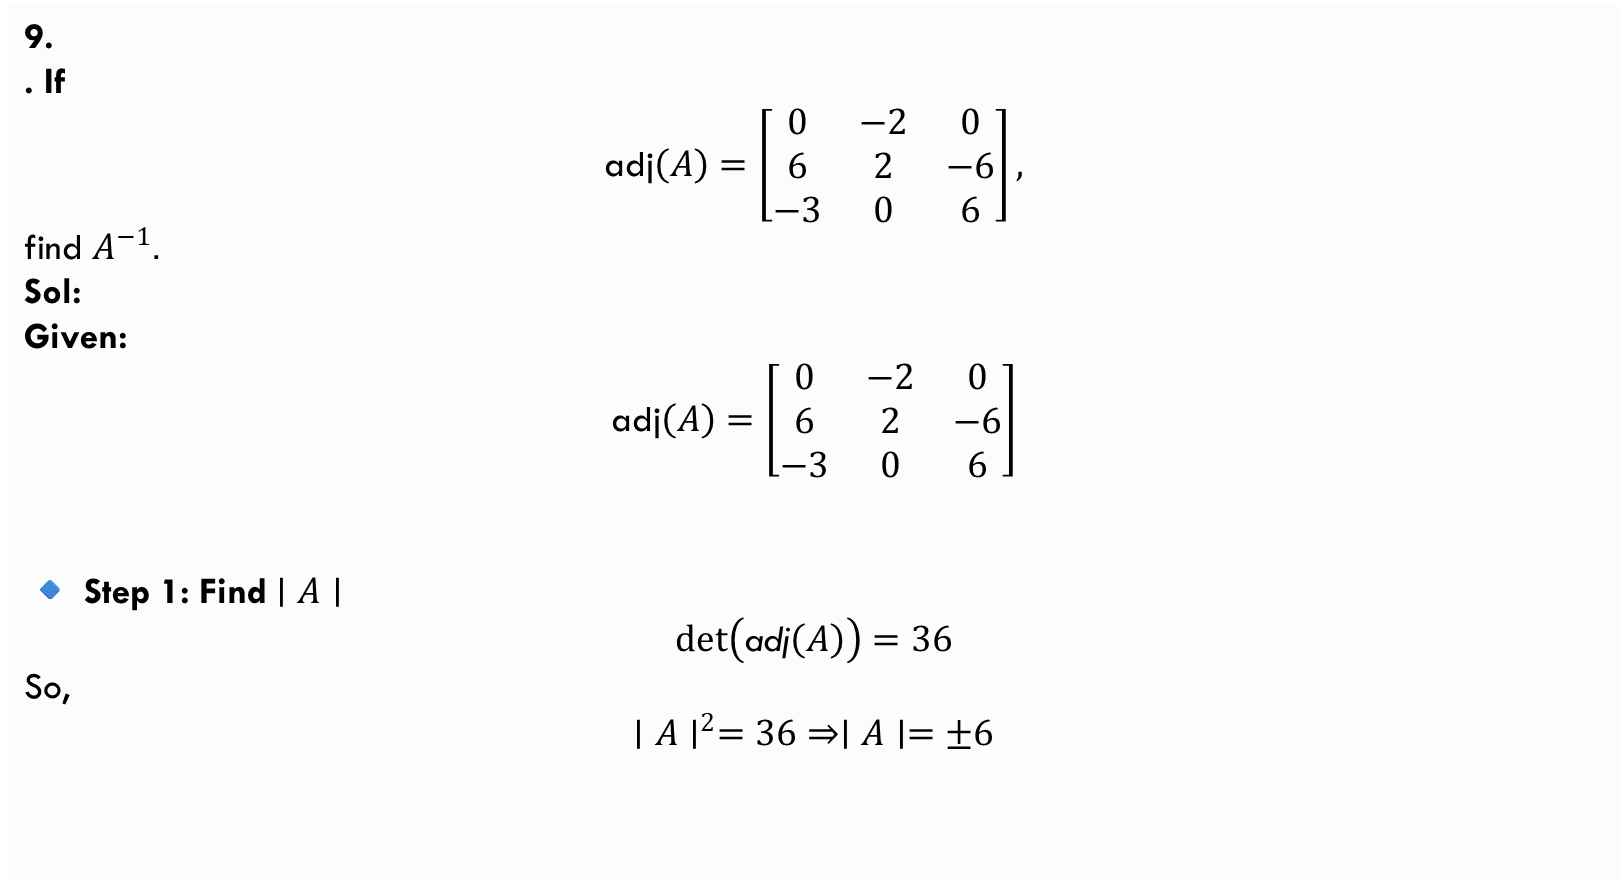 9.
. If
adj(A) = [ 0 −2 0
6 2 −6
−3 0 6 ],
find A⁻¹.
Sol:
Given:
adj(A) = [ 0 −2 0
6 2 −6
−3 0 6 ]
🔹 Step 1: Find ∣ A ∣
det(adj(A)) = 36
So,
∣ A ∣²= 36 ⇒∣ A ∣= ±6